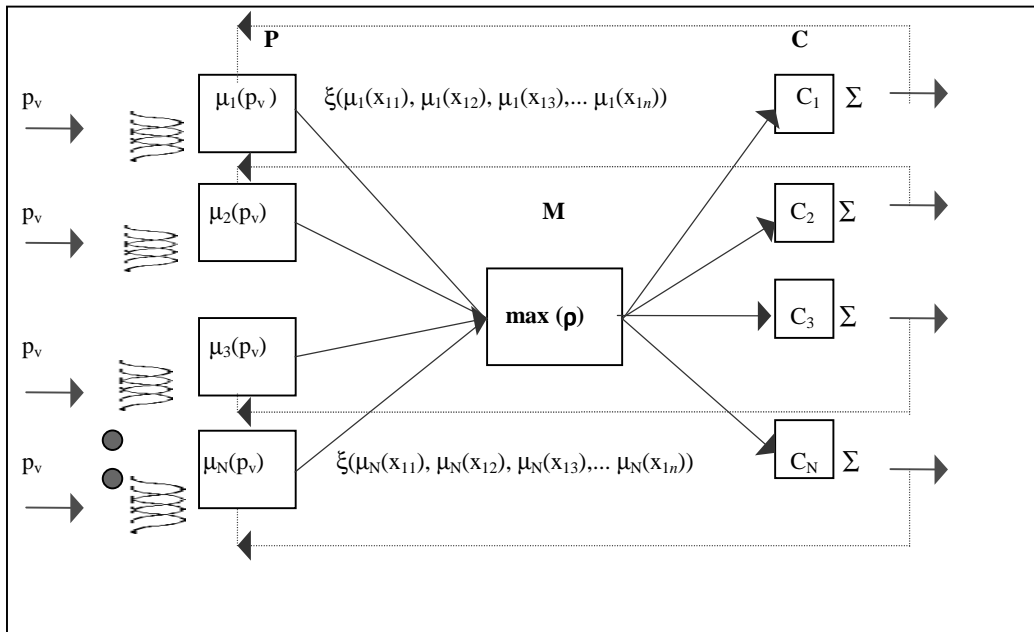 P C
p_v μ₁(p_v ) ξ(μ₁(x₁₁), μ₁(x₁₂), μ₁(x₁₃),... μ₁(x₁ₙ)) C₁ Σ
p_v μ₂(p_v) M C₂ Σ
max (ρ)
p_v μ₃(p_v) C₃ Σ
p_v μ_N(p_v) ξ(μ_N(x₁₁), μ_N(x₁₂), μ_N(x₁₃),... μ_N(x₁ₙ)) C_N Σ